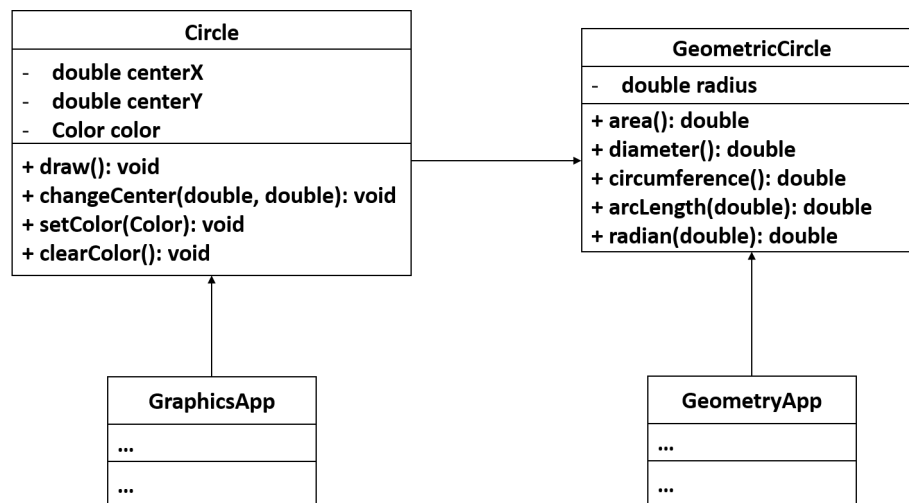 Circle
- double centerX
- double centerY
- Color color
+ draw(): void
+ changeCenter(double, double): void
+ setColor(Color): void
+ clearColor(): void
GeometricCircle
- double radius
+ area(): double
+ diameter(): double
+ circumference(): double
+ arcLength(double): double
+ radian(double): double
GraphicsApp
...
...
GeometryApp
...
...